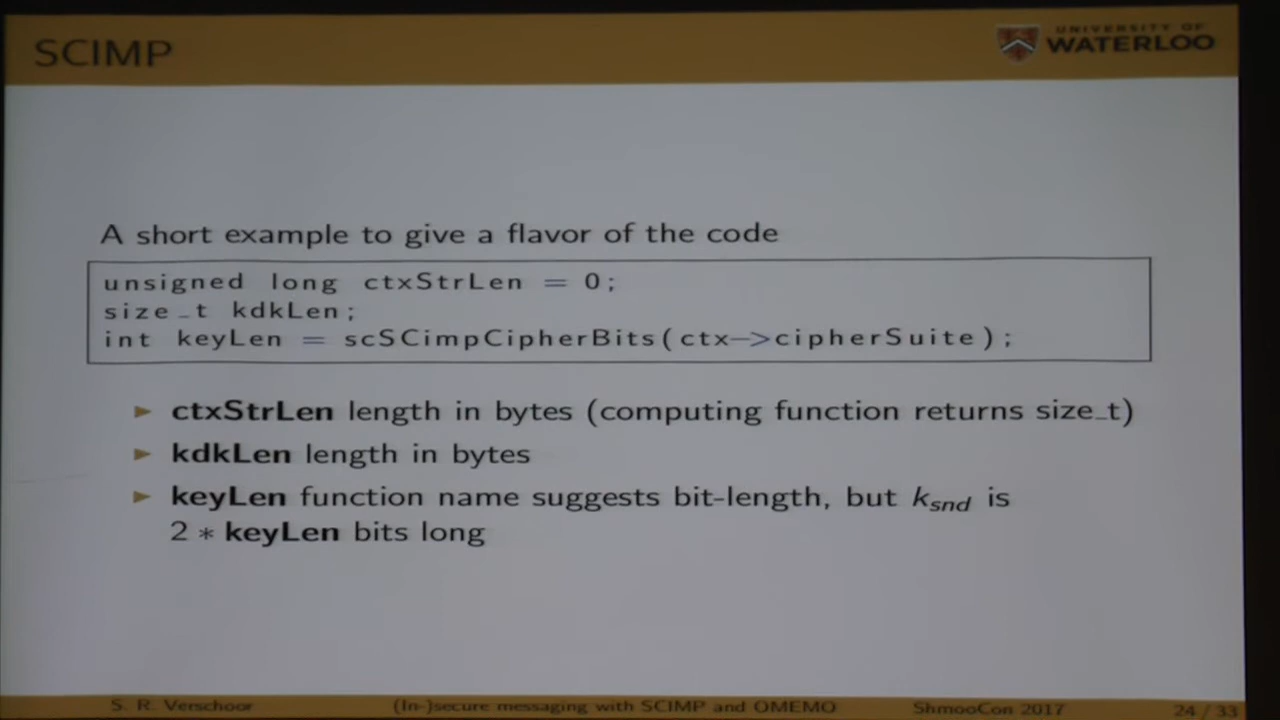 SCIMP
UNIVERSITY OF
WATERLOO
A short example to give a flavor of the code
unsigned long ctxStrLen = 0;
size_t kdkLen;
int keyLen = scSCimpCipherBits(ctx->cipherSuite);
► ctxStrLen length in bytes (computing function returns size_t)
► kdkLen length in bytes
► keyLen function name suggests bit-length, but k_snd is
2 * keyLen bits long
S. R. Verschoor (In-)secure messaging with SCIMP and OMEMO ShmooCon 2017 24 / 33